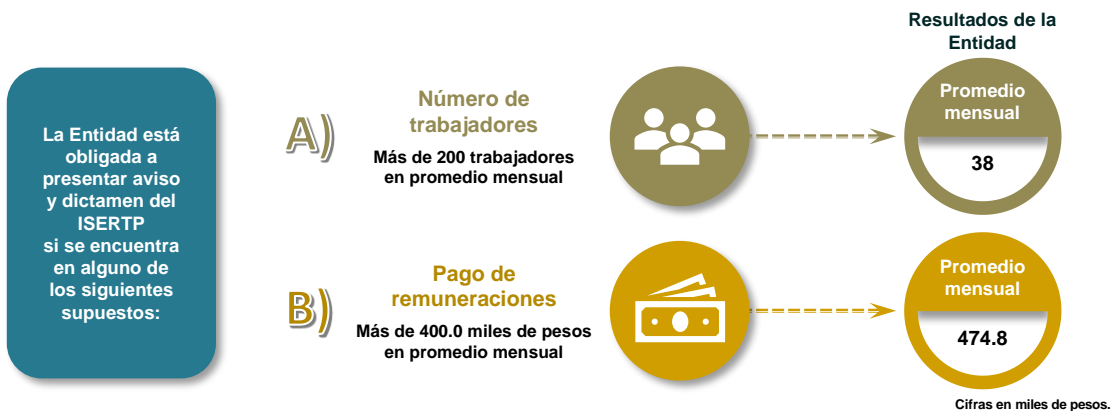 La Entidad está
obligada a
presentar aviso
y dictamen del
ISERTP
si se encuentra
en alguno de
los siguientes
supuestos:
Resultados de la
Entidad
A)
Número de
trabajadores
Más de 200 trabajadores
en promedio mensual
Promedio
mensual
38
B)
Pago de
remuneraciones
Más de 400.0 miles de pesos
en promedio mensual
Promedio
mensual
474.8
Cifras en miles de pesos.